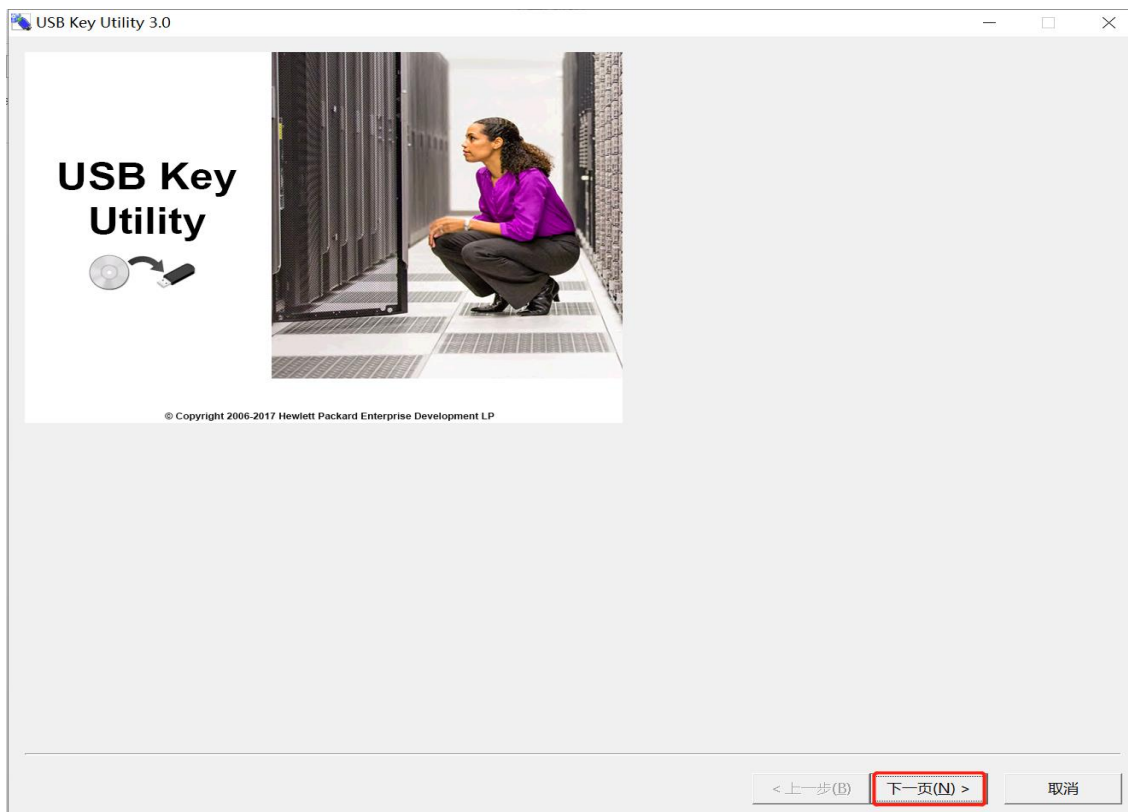 USB Key Utility 3.0
USB Key
Utility
© Copyright 2006-2017 Hewlett Packard Enterprise Development LP
< 上一步(B)
下一页(N) >
取消